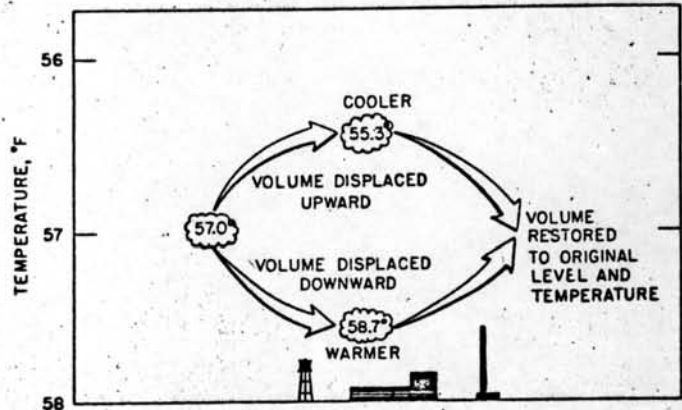 56
COOLER
55.3°
VOLUME DISPLACED
UPWARD
TEMPERATURE, °F
57
57.0°
VOLUME
RESTORED
TO ORIGINAL
LEVEL AND
TEMPERATURE
VOLUME DISPLACED
DOWNWARD
58.7°
WARMER
58